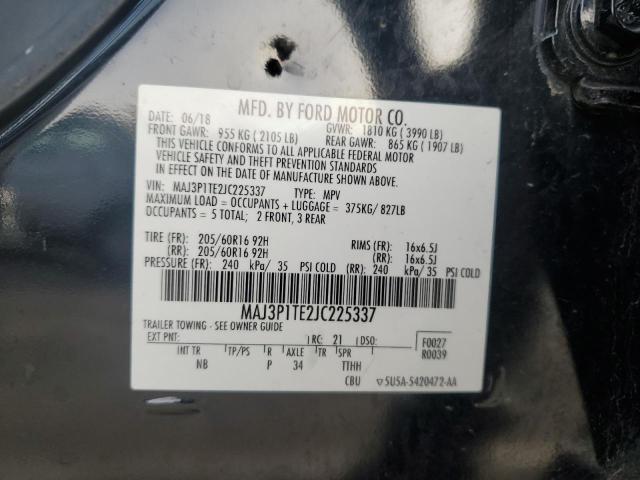 MFD. BY FORD MOTOR CO.
DATE: 06/18 GVWR: 1810 KG ( 3990 LB)
FRONT GAWR: 955 KG ( 2105 LB) REAR GAWR: 865 KG ( 1907 LB)
THIS VEHICLE CONFORMS TO ALL APPLICABLE FEDERAL MOTOR
VEHICLE SAFETY AND THEFT PREVENTION STANDARDS
IN EFFECT ON THE DATE OF MANUFACTURE SHOWN ABOVE.
VIN: MAJ3P1TE2JC225337 TYPE: MPV
MAXIMUM LOAD = OCCUPANTS + LUGGAGE = 375KG/ 827LB
OCCUPANTS = 5 TOTAL; 2 FRONT, 3 REAR
TIRE (FR): 205/60R16 92H RIMS (FR): 16x6.5J
(RR): 205/60R16 92H (RR): 16x6.5J
PRESSURE (FR): 240 kPa/ 35 PSI COLD (RR): 240 kPa/ 35 PSI COLD
MAJ3P1TE2JC225337
TRAILER TOWING - SEE OWNER GUIDE
EXT PNT: RC: 21 DSO: F0027
INT TR TP/PS R AXLE TR SPR R0039
NB P 34 TTHH
CBU SU5A-5420472-AA